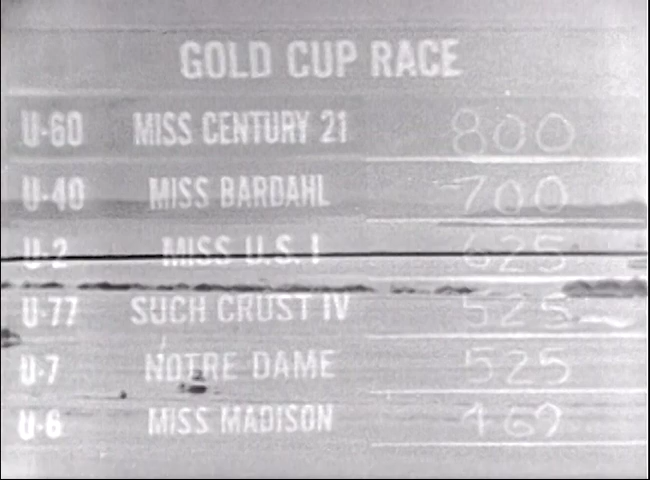 GOLD CUP RACE
U-60 MISS CENTURY 21 800
U-40 MISS BARDAHL 700
U-2 MISS U.S. I 625
U-77 SUCH CRUST IV 525
U-7 NOTRE DAME 525
U-6 MISS MADISON 469